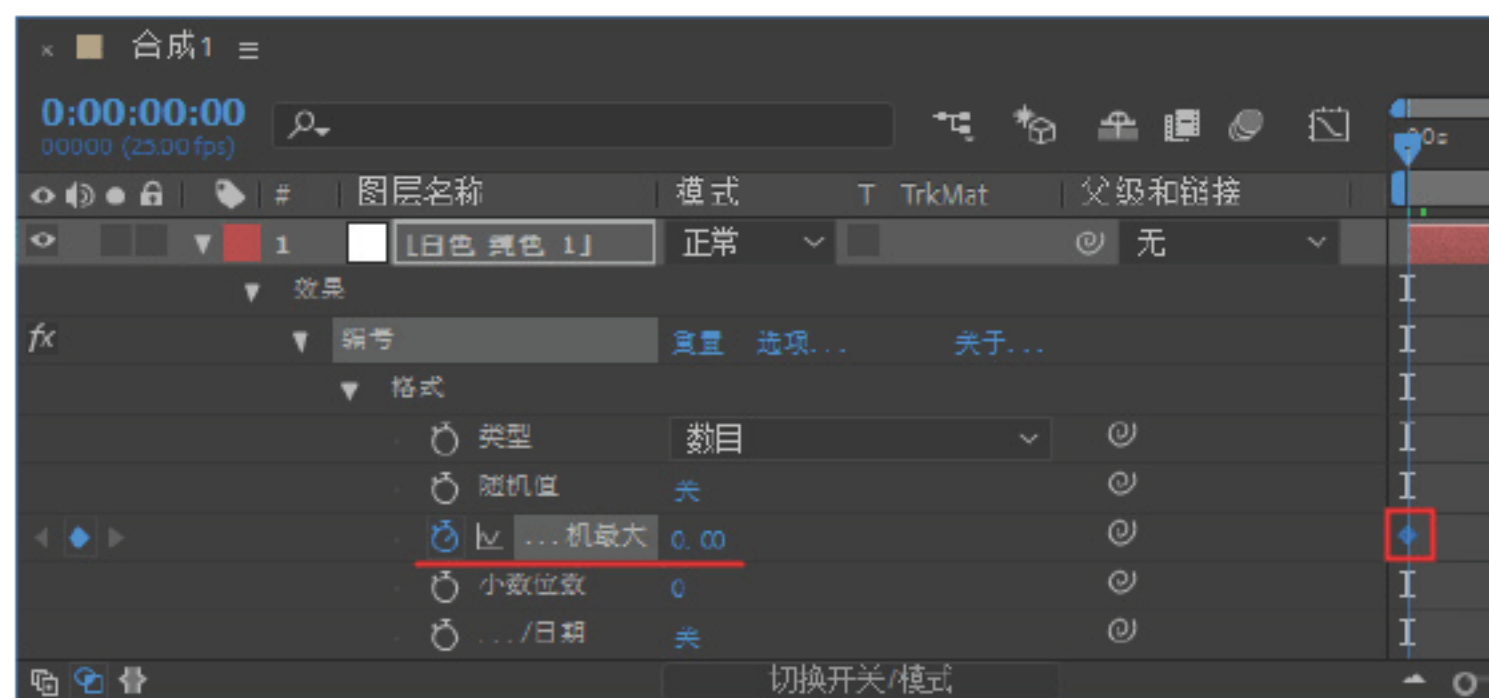 合成1
0:00:00:00
00000 (25.00 fps)
00s
# 图层名称 模式 T TrkMat 父级和链接
1 [白色 纯色 1] 正常 无
效果
fx 编号 重置 选项... 关于...
格式
类型 数目
随机值 关
...机最大 0.00
小数位数 0
.../日期 关
切换开关/模式